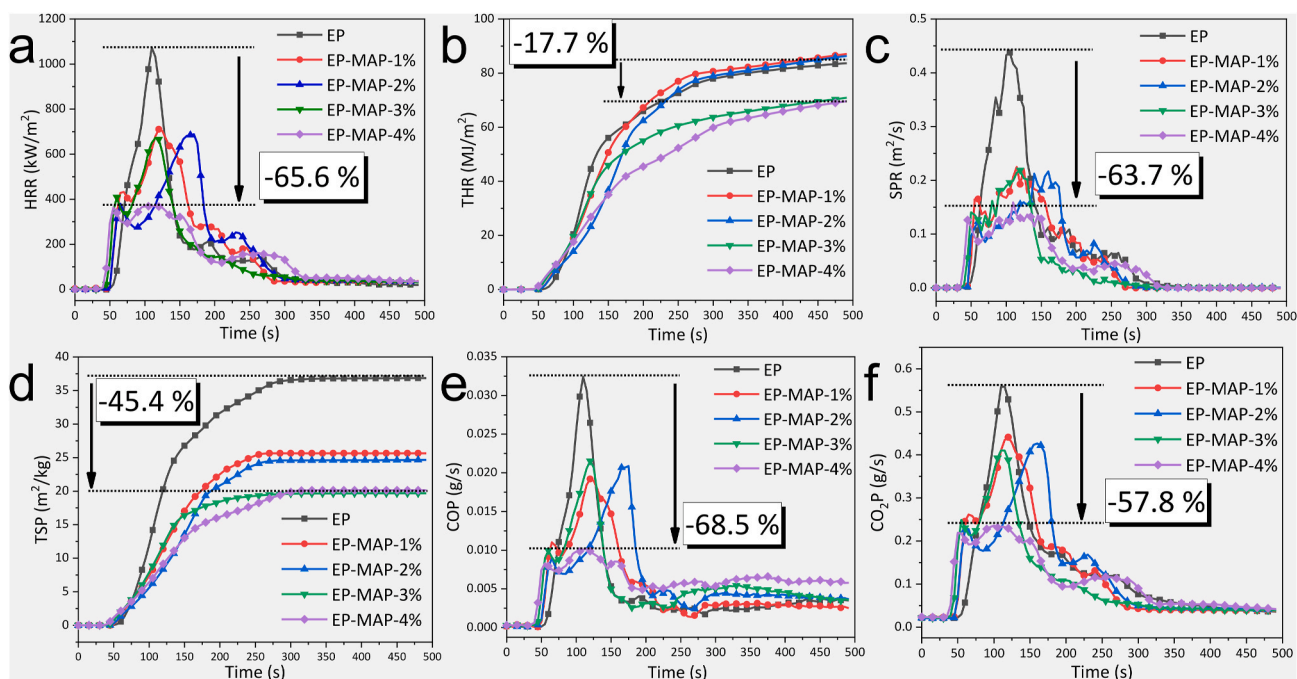 a
HRR (kW/m²)
1200
1000
800
600
400
200
0
0 50 100 150 200 250 300 350 400 450 500
Time (s)
EP
EP-MAP-1%
EP-MAP-2%
EP-MAP-3%
EP-MAP-4%
-65.6 %
b
THR (MJ/m²)
100
80
60
40
20
0
0 50 100 150 200 250 300 350 400 450 500
Time (s)
-17.7 %
EP
EP-MAP-1%
EP-MAP-2%
EP-MAP-3%
EP-MAP-4%
c
SPR (m²/s)
0.5
0.4
0.3
0.2
0.1
0.0
0 50 100 150 200 250 300 350 400 450 500
Time (s)
EP
EP-MAP-1%
EP-MAP-2%
EP-MAP-3%
EP-MAP-4%
-63.7 %
d
TSP (m²/kg)
40
35
30
25
20
15
10
5
0
0 50 100 150 200 250 300 350 400 450 500
Time (s)
-45.4 %
EP
EP-MAP-1%
EP-MAP-2%
EP-MAP-3%
EP-MAP-4%
e
COP (g/s)
0.035
0.030
0.025
0.020
0.015
0.010
0.005
0.000
0 50 100 150 200 250 300 350 400 450 500
Time (s)
EP
EP-MAP-1%
EP-MAP-2%
EP-MAP-3%
EP-MAP-4%
-68.5 %
f
CO₂P (g/s)
0,6
0,5
0,4
0,3
0,2
0,1
0,0
0 50 100 150 200 250 300 350 400 450 500
Time (s)
EP
EP-MAP-1%
EP-MAP-2%
EP-MAP-3%
EP-MAP-4%
-57.8 %